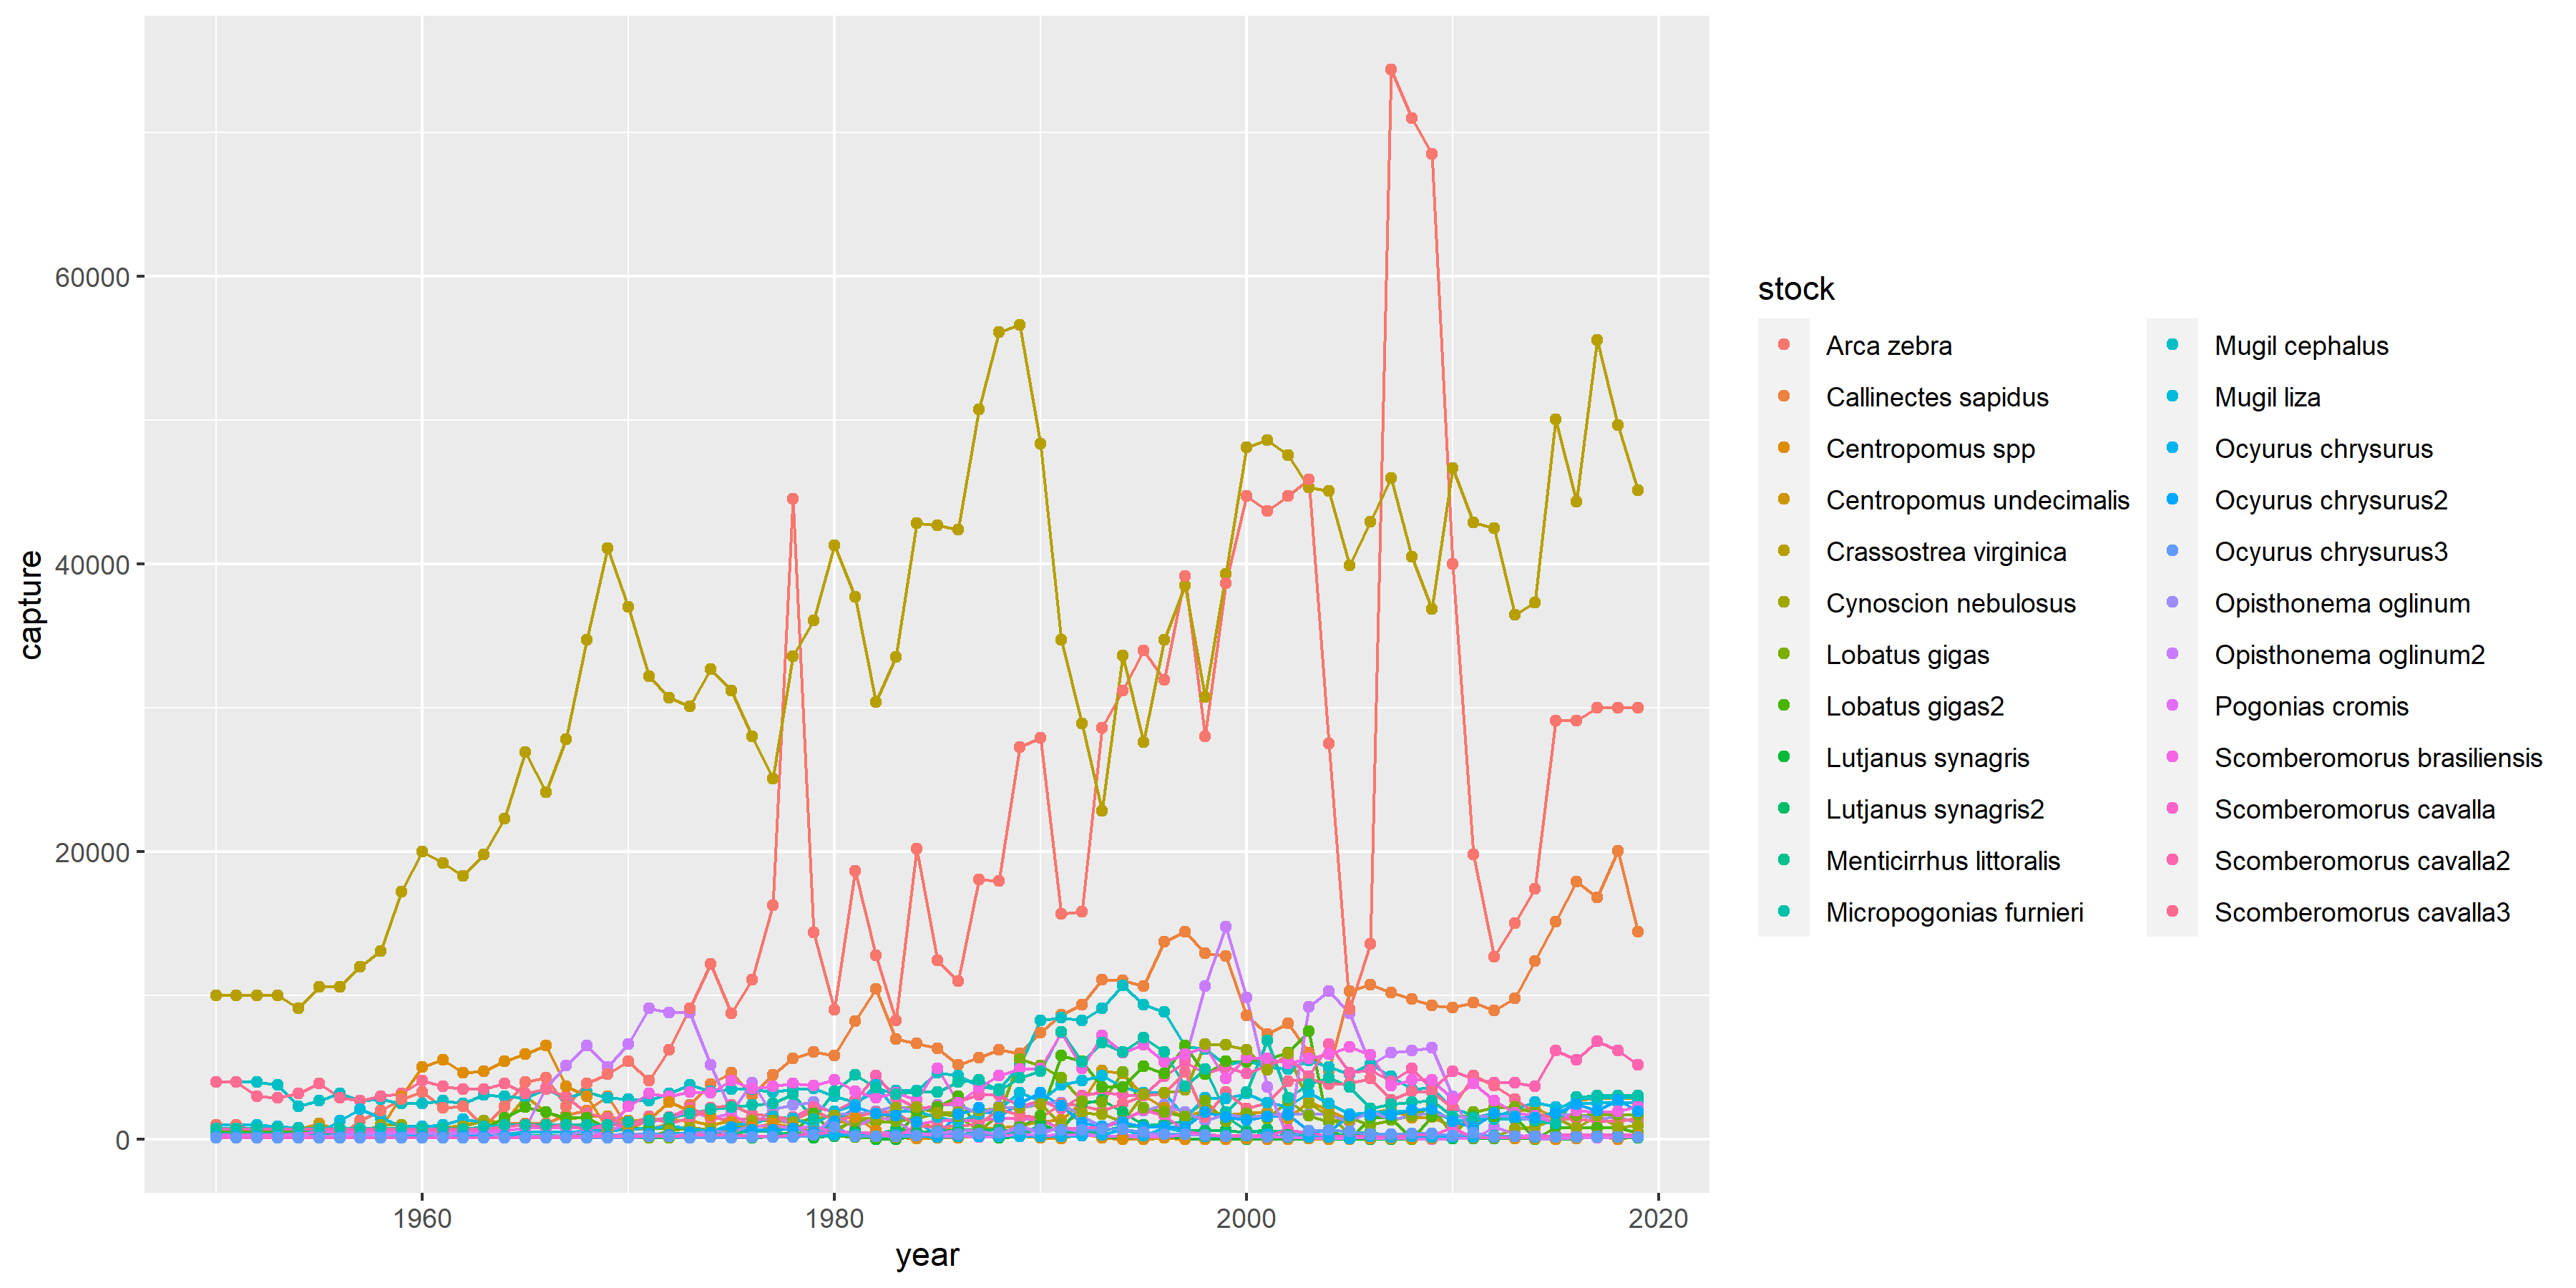 capture
60000
40000
20000
0
1960
1980
2000
2020
year
stock
Arca zebra
Callinectes sapidus
Centropomus spp
Centropomus undecimalis
Crassostrea virginica
Cynoscion nebulosus
Lobatus gigas
Lobatus gigas2
Lutjanus synagris
Lutjanus synagris2
Menticirrhus littoralis
Micropogonias furnieri
Mugil cephalus
Mugil liza
Ocyurus chrysurus
Ocyurus chrysurus2
Ocyurus chrysurus3
Opisthonema oglinum
Opisthonema oglinum2
Pogonias cromis
Scomberomorus brasiliensis
Scomberomorus cavalla
Scomberomorus cavalla2
Scomberomorus cavalla3